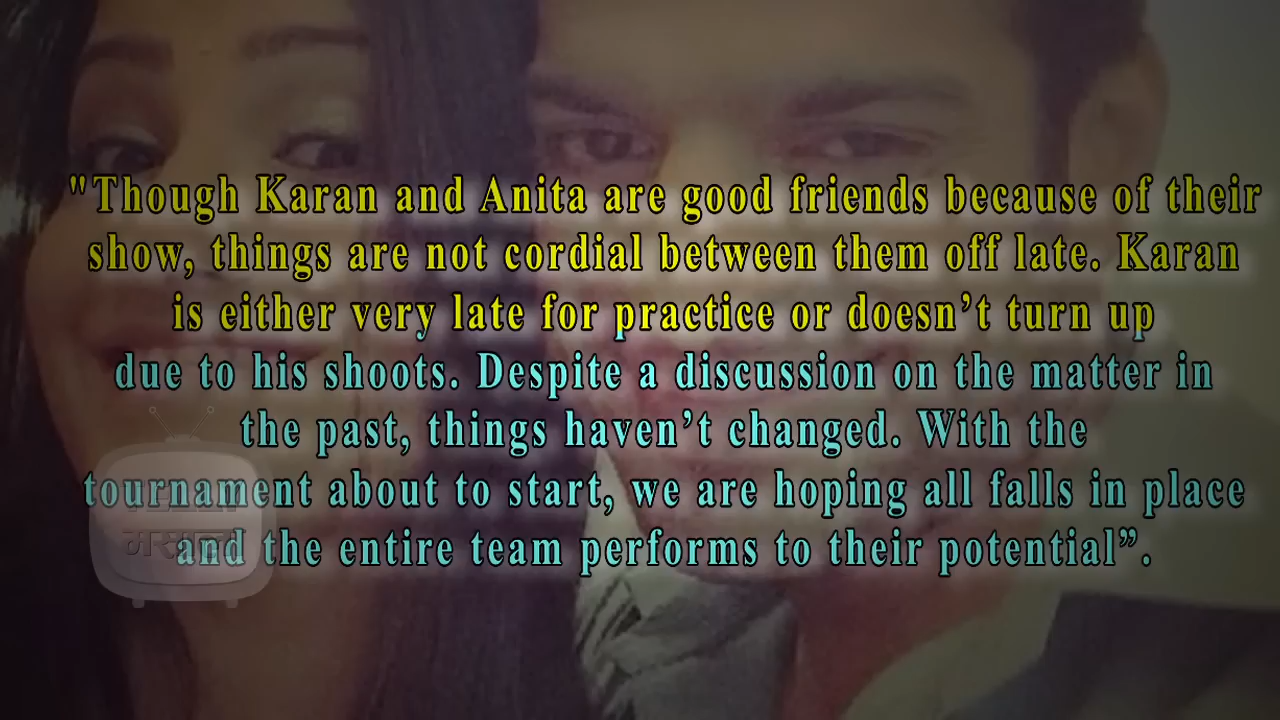 "Though Karan and Anita are good friends because of their
show, things are not cordial between them off late. Karan
is either very late for practice or doesn’t turn up
due to his shoots. Despite a discussion on the matter in
the past, things haven’t changed. With the
tournament about to start, we are hoping all falls in place
and the entire team performs to their potential”.
मसाला